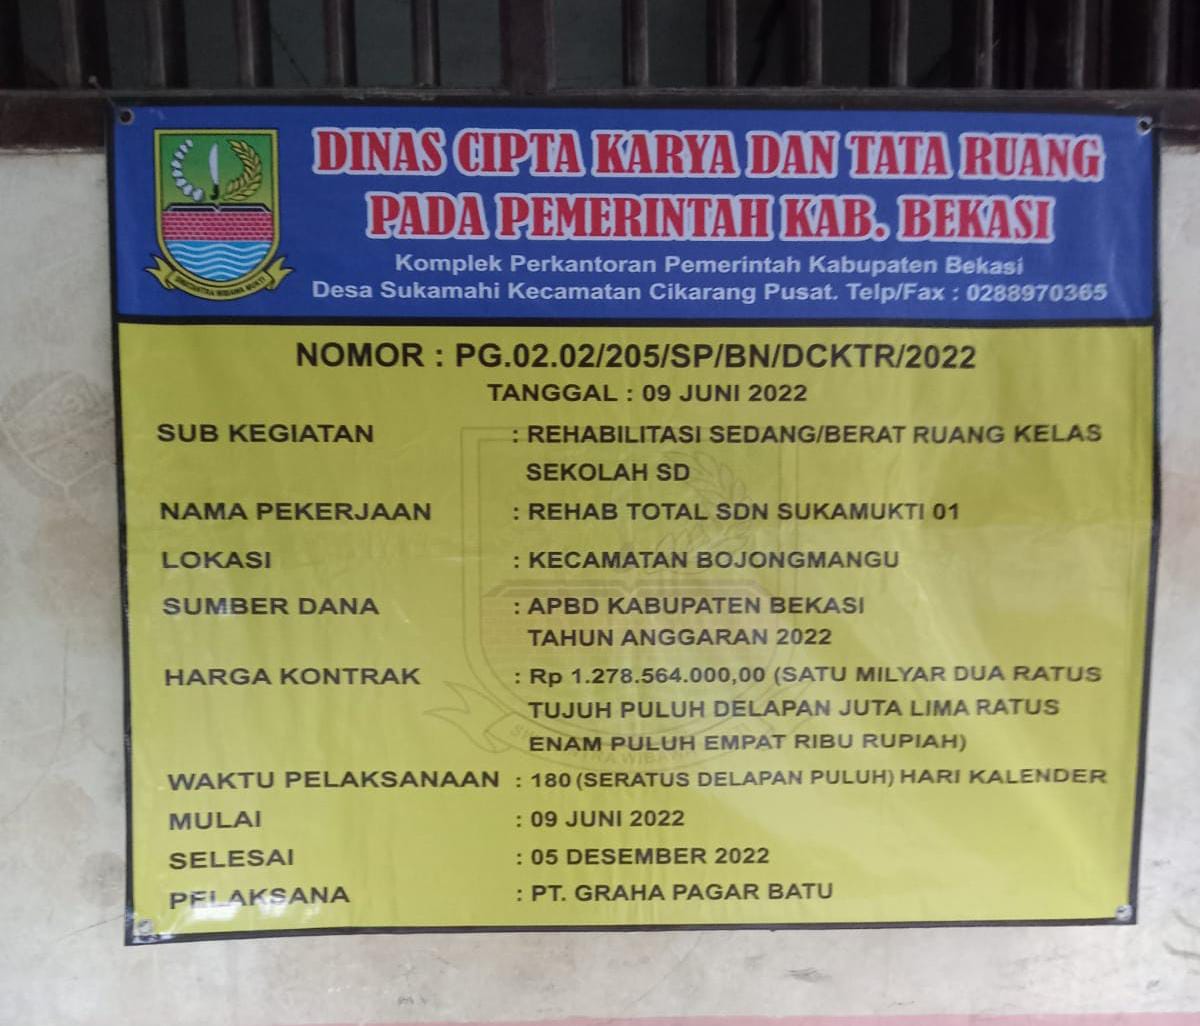 DINAS CIPTA KARYA DAN TATA RUANG
PADA PEMERINTAH KAB. BEKASI
Komplek Perkantoran Pemerintah Kabupaten Bekasi
Desa Sukamahi Kecamatan Cikarang Pusat. Telp/Fax : 0288970365
SWATANTRA WIBAWA MUKTI
NOMOR : PG.02.02/205/SP/BN/DCKTR/2022
TANGGAL : 09 JUNI 2022
SUB KEGIATAN : REHABILITASI SEDANG/BERAT RUANG KELAS
SEKOLAH SD
NAMA PEKERJAAN : REHAB TOTAL SDN SUKAMUKTI 01
LOKASI : KECAMATAN BOJONGMANGU
SUMBER DANA : APBD KABUPATEN BEKASI
TAHUN ANGGARAN 2022
HARGA KONTRAK : Rp 1.278.564.000,00 (SATU MILYAR DUA RATUS
TUJUH PULUH DELAPAN JUTA LIMA RATUS
ENAM PULUH EMPAT RIBU RUPIAH)
WAKTU PELAKSANAAN : 180 (SERATUS DELAPAN PULUH) HARI KALENDER
MULAI : 09 JUNI 2022
SELESAI : 05 DESEMBER 2022
PELAKSANA : PT. GRAHA PAGAR BATU